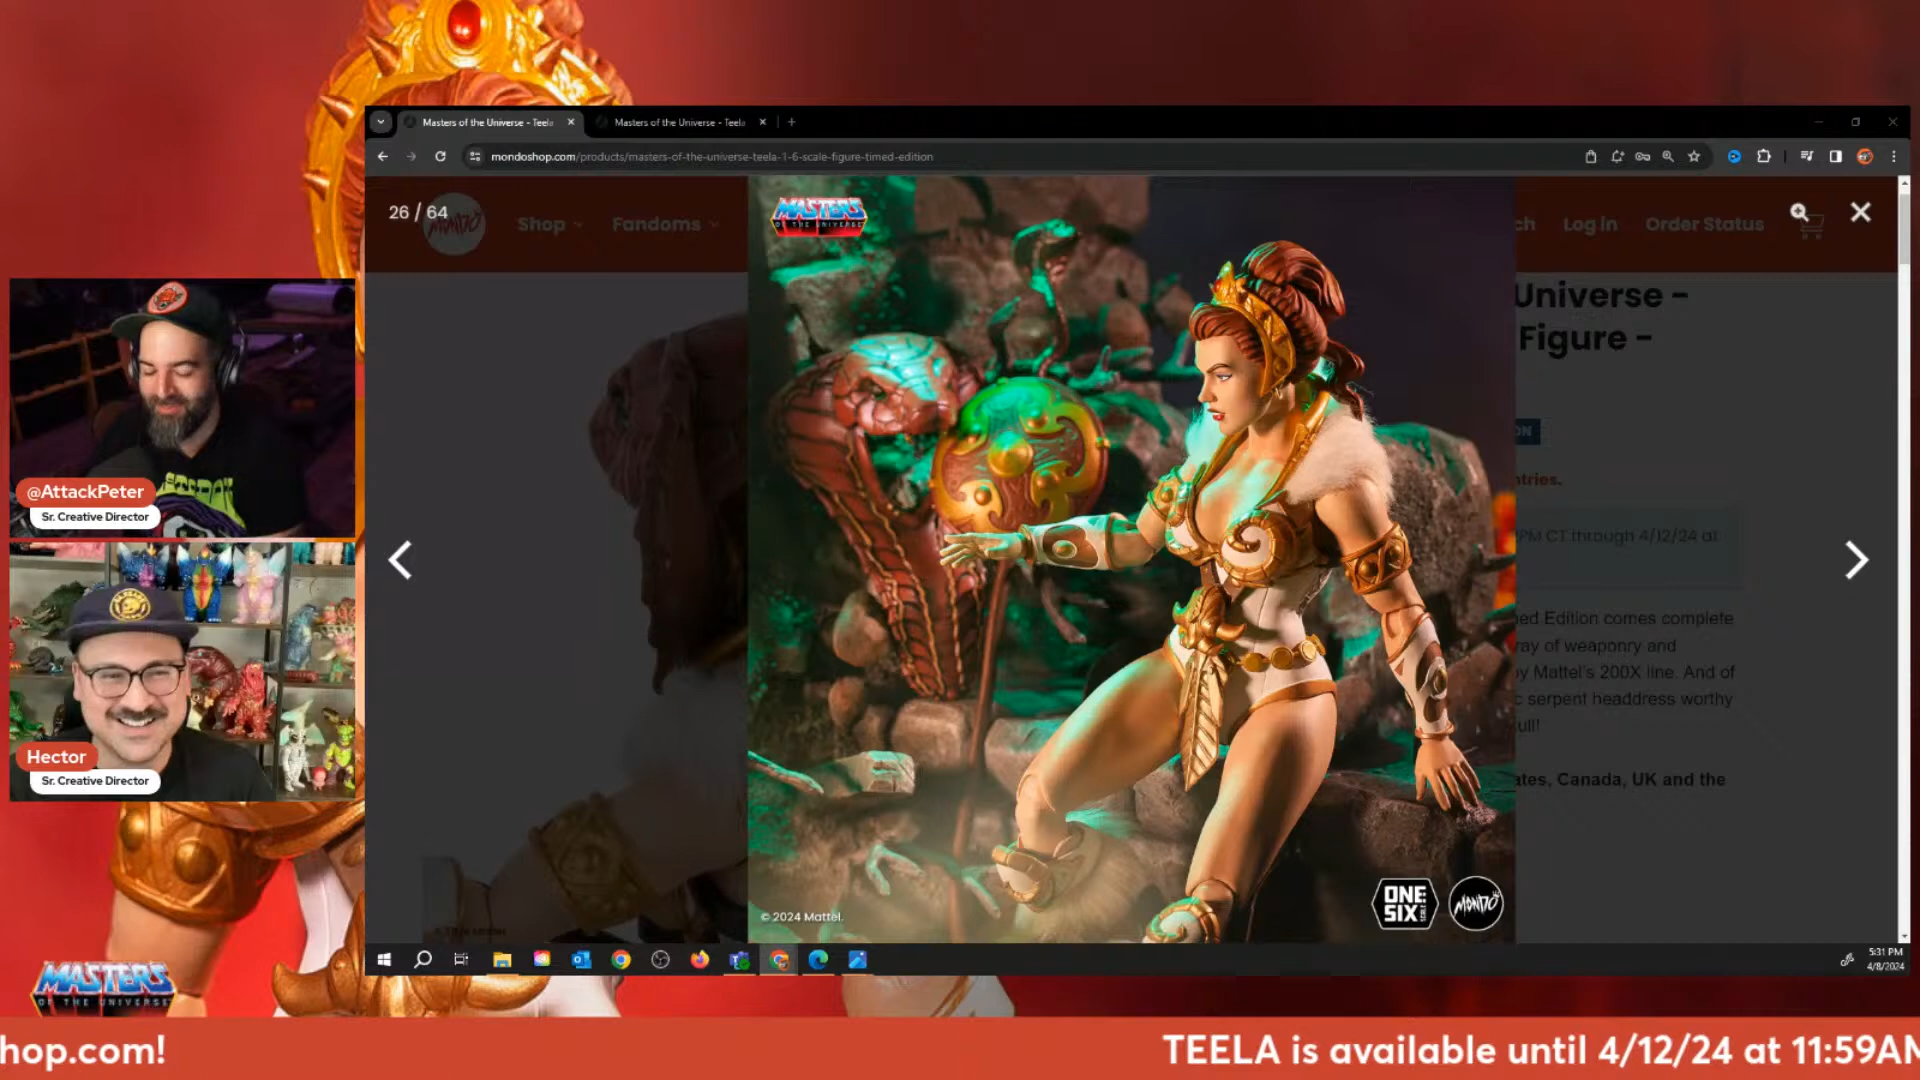 Masters of the Universe - Teela
Masters of the Universe - Teela
mondoshop.com/products/masters-of-the-universe-teela-1-6-scale-figure-timed-edition
26 / 64
MONDO
Shop
Fandoms
MASTERS
OF THE UNIVERSE
Log in
Order Status
Universe -
Figure -
PM CT through 4/12/24 at
Edition comes complete
of weaponry and
by Mattel's 200X line. And of
serpent headdress worthy
Canada, UK and the
@AttackPeter
Sr. Creative Director
Hector
Sr. Creative Director
© 2024 Mattel.
ONE:
SIX
SCALE
MONDO
5:31 PM
4/8/2024
MASTERS
OF THE UNIVERSE
hop.com!
TEELA is available until 4/12/24 at 11:59AM